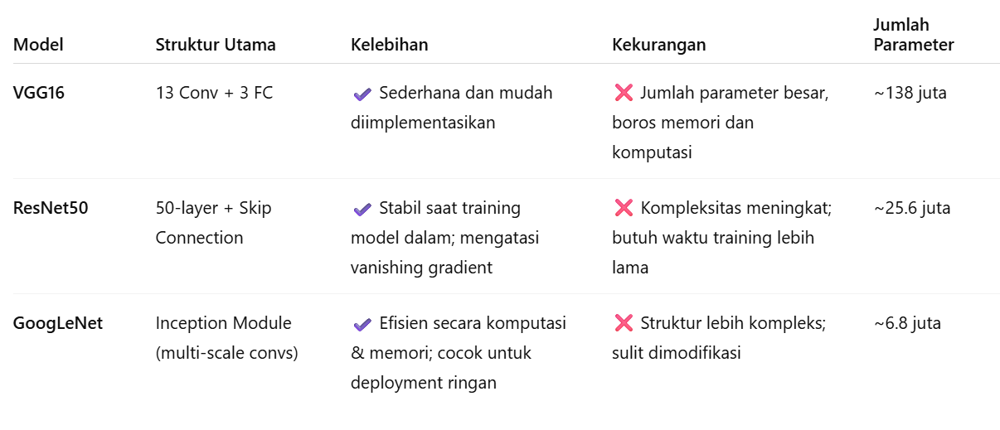 Model Struktur Utama Kelebihan Kekurangan Jumlah Parameter
VGG16 13 Conv + 3 FC ✔ Sederhana dan mudah diimplementasikan ❌ Jumlah parameter besar, boros memori dan komputasi ~138 juta
ResNet50 50-layer + Skip Connection ✔ Stabil saat training model dalam; mengatasi vanishing gradient ❌ Kompleksitas meningkat; butuh waktu training lebih lama ~25.6 juta
GoogLeNet Inception Module (multi-scale convs) ✔ Efisien secara komputasi & memori; cocok untuk deployment ringan ❌ Struktur lebih kompleks; sulit dimodifikasi ~6.8 juta